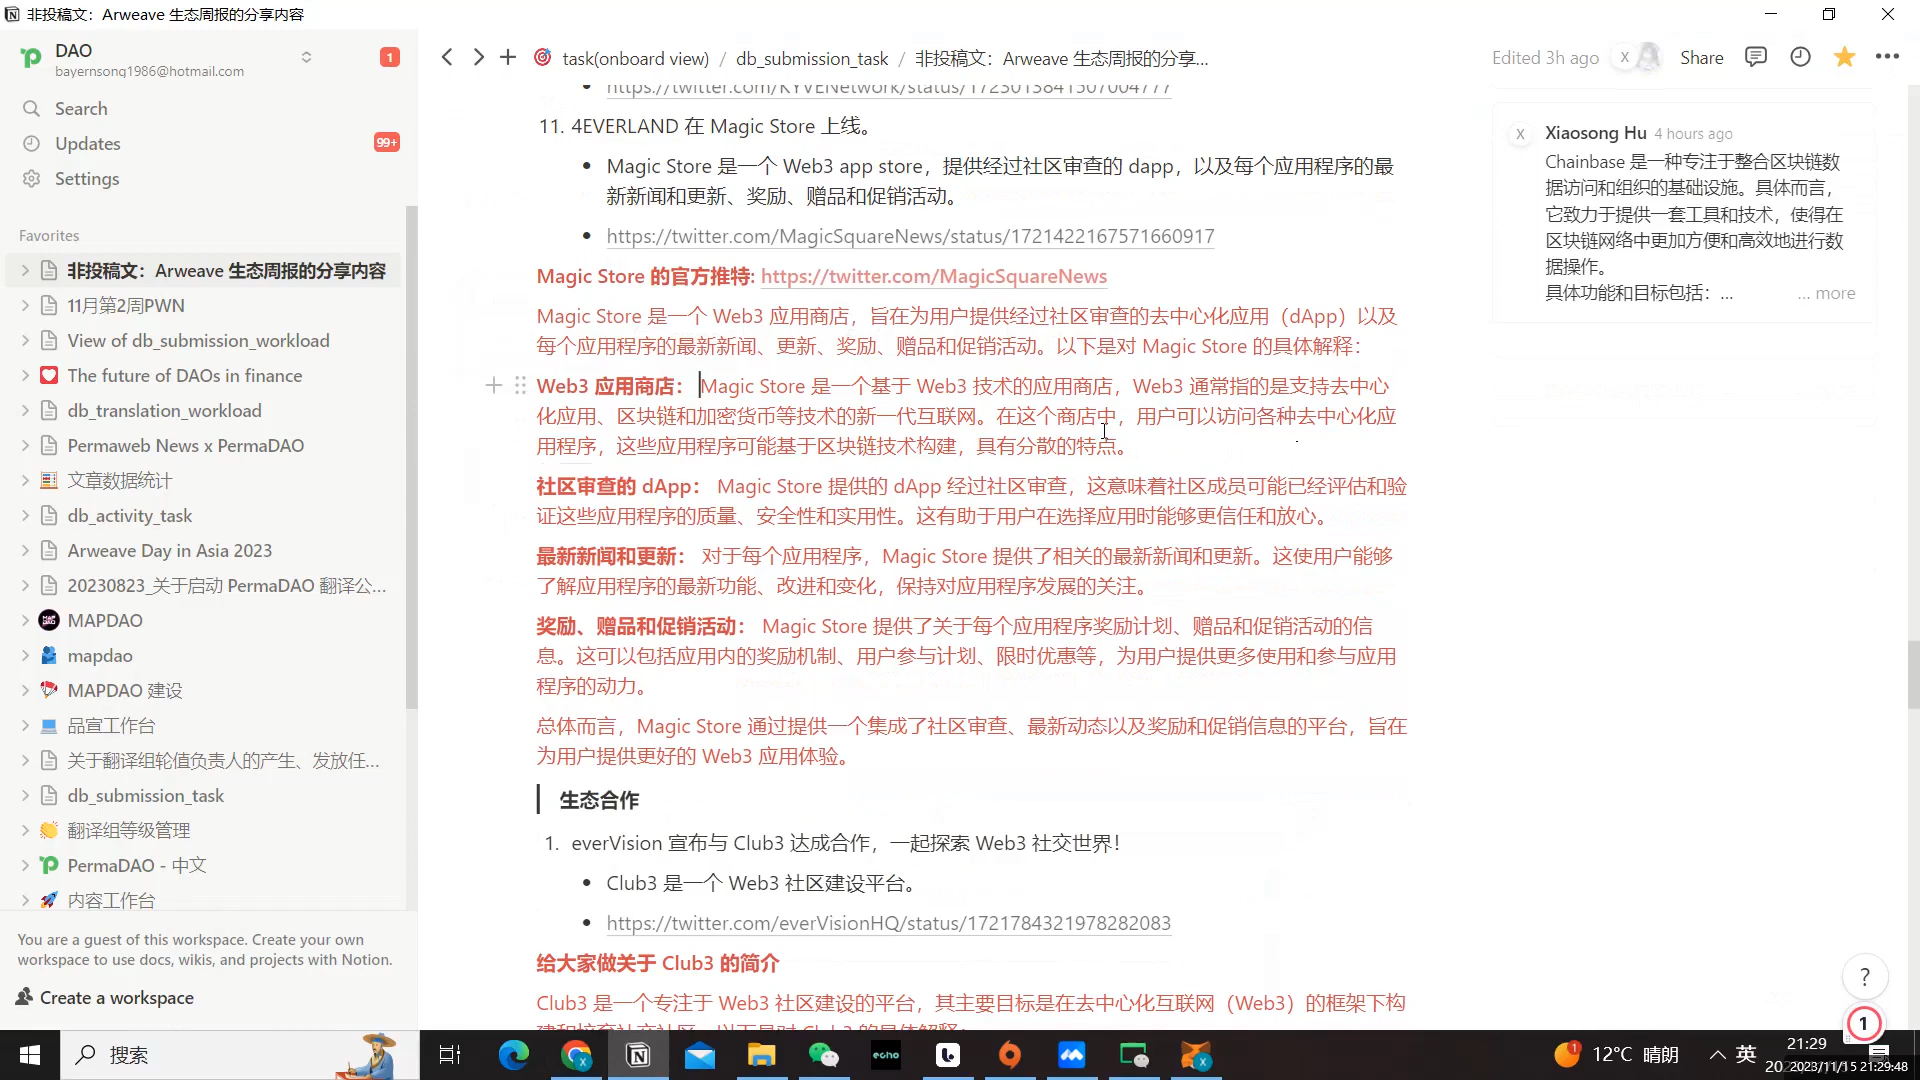 非投稿文：Arweave 生态周报的分享内容
DAO
bayernsong1986@hotmail.com
1
Search
Updates
99+
Settings
Favorites
非投稿文：Arweave 生态周报的分享内容
11月第2周PWN
View of db_submission_workload
The future of DAOs in finance
db_translation_workload
Permaweb News x PermaDAO
文章数据统计
db_activity_task
Arweave Day in Asia 2023
20230823_关于启动 PermaDAO 翻译公...
MAPDAO
mapdao
MAPDAO 建设
品宣工作台
关于翻译组轮值负责人的产生、发放任...
db_submission_task
翻译组等级管理
PermaDAO - 中文
内容工作台
You are a guest of this workspace. Create your own
workspace to use docs, wikis, and projects with Notion.
Create a workspace
task(onboard view) / db_submission_task / 非投稿文：Arweave 生态周报的分享...
Edited 3h ago
X
Share
https://twitter.com/KYVENetwork/status/1723013841507004777
11. 4EVERLAND 在 Magic Store 上线。
• Magic Store 是一个 Web3 app store，提供经过社区审查的 dapp，以及每个应用程序的最
新新闻和更新、奖励、赠品和促销活动。
• https://twitter.com/MagicSquareNews/status/1721422167571660917
Magic Store 的官方推特: https://twitter.com/MagicSquareNews
Magic Store 是一个 Web3 应用商店，旨在为用户提供经过社区审查的去中心化应用（dApp）以及
每个应用程序的最新新闻、更新、奖励、赠品和促销活动。以下是对 Magic Store 的具体解释：
Web3 应用商店： Magic Store 是一个基于 Web3 技术的应用商店，Web3 通常指的是支持去中心
化应用、区块链和加密货币等技术的新一代互联网。在这个商店中，用户可以访问各种去中心化应
用程序，这些应用程序可能基于区块链技术构建，具有分散的特点。
社区审查的 dApp： Magic Store 提供的 dApp 经过社区审查，这意味着社区成员可能已经评估和验
证这些应用程序的质量、安全性和实用性。这有助于用户在选择应用时能够更信任和放心。
最新新闻和更新： 对于每个应用程序，Magic Store 提供了相关的最新新闻和更新。这使用户能够
了解应用程序的最新功能、改进和变化，保持对应用程序发展的关注。
奖励、赠品和促销活动： Magic Store 提供了关于每个应用程序奖励计划、赠品和促销活动的信
息。这可以包括应用内的奖励机制、用户参与计划、限时优惠等，为用户提供更多使用和参与应用
程序的动力。
总体而言，Magic Store 通过提供一个集成了社区审查、最新动态以及奖励和促销信息的平台，旨在
为用户提供更好的 Web3 应用体验。
生态合作
1. everVision 宣布与 Club3 达成合作，一起探索 Web3 社交世界！
• Club3 是一个 Web3 社区建设平台。
• https://twitter.com/everVisionHQ/status/1721784321978282083
给大家做关于 Club3 的简介
Club3 是一个专注于 Web3 社区建设的平台，其主要目标是在去中心化互联网（Web3）的框架下构
X
Xiaosong Hu 4 hours ago
Chainbase 是一种专注于整合区块链数
据访问和组织的基础设施。具体而言，
它致力于提供一套工具和技术，使得在
区块链网络中更加方便和高效地进行数
据操作。
具体功能和目标包括：...
... more
?
1
搜索
echo
1
12°C 晴朗
英
21:29
2023/11/15 21:29:48